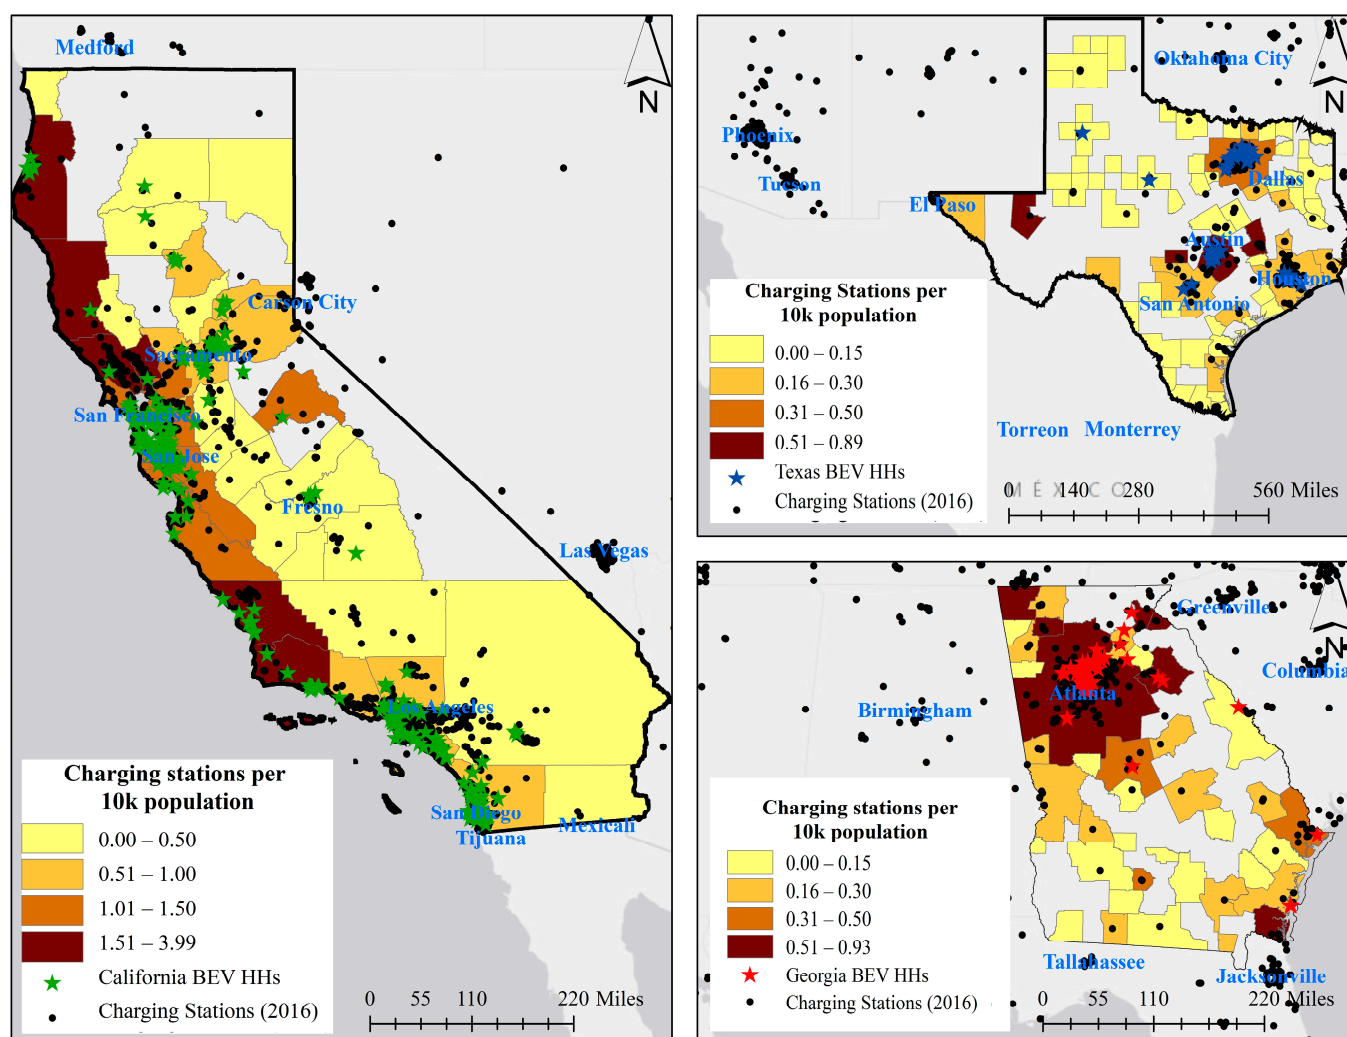 Medford
N
Carson City
Sacramento
San Francisco
San Jose
Fresno
Las Vegas
Los Angeles
San Diego
Tijuana
Mexicali
Charging stations per
10k population
0.00 – 0.50
0.51 – 1.00
1.01 – 1.50
1.51 – 3.99
California BEV HHs
Charging Stations (2016)
0 55 110 220 Miles
Oklahoma City
N
Phoenix
Tucson
El Paso
Dallas
Austin
Houston
San Antonio
Torreon Monterrey
MÉXICO
Charging Stations per
10k population
0.00 – 0.15
0.16 – 0.30
0.31 – 0.50
0.51 – 0.89
Texas BEV HHs
Charging Stations (2016)
0 140 280 560 Miles
Greenville
N
Columbia
Atlanta
Birmingham
Tallahassee
Jacksonville
Charging stations per
10k population
0.00 – 0.15
0.16 – 0.30
0.31 – 0.50
0.51 – 0.93
Georgia BEV HHs
Charging Stations (2016)
0 55 110 220 Miles